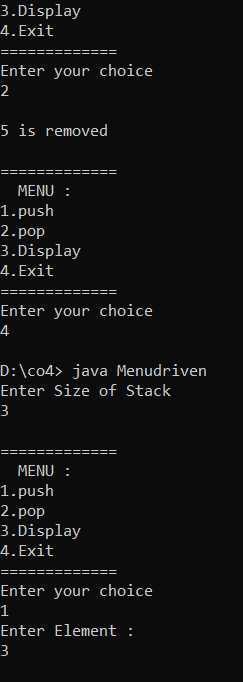 3.Display
4.Exit
=============
Enter your choice
2
5 is removed
=============
  MENU :
1.push
2.pop
3.Display
4.Exit
=============
Enter your choice
4
D:\co4> java Menudriven
Enter Size of Stack
3
=============
  MENU :
1.push
2.pop
3.Display
4.Exit
=============
Enter your choice
1
Enter Element :
3